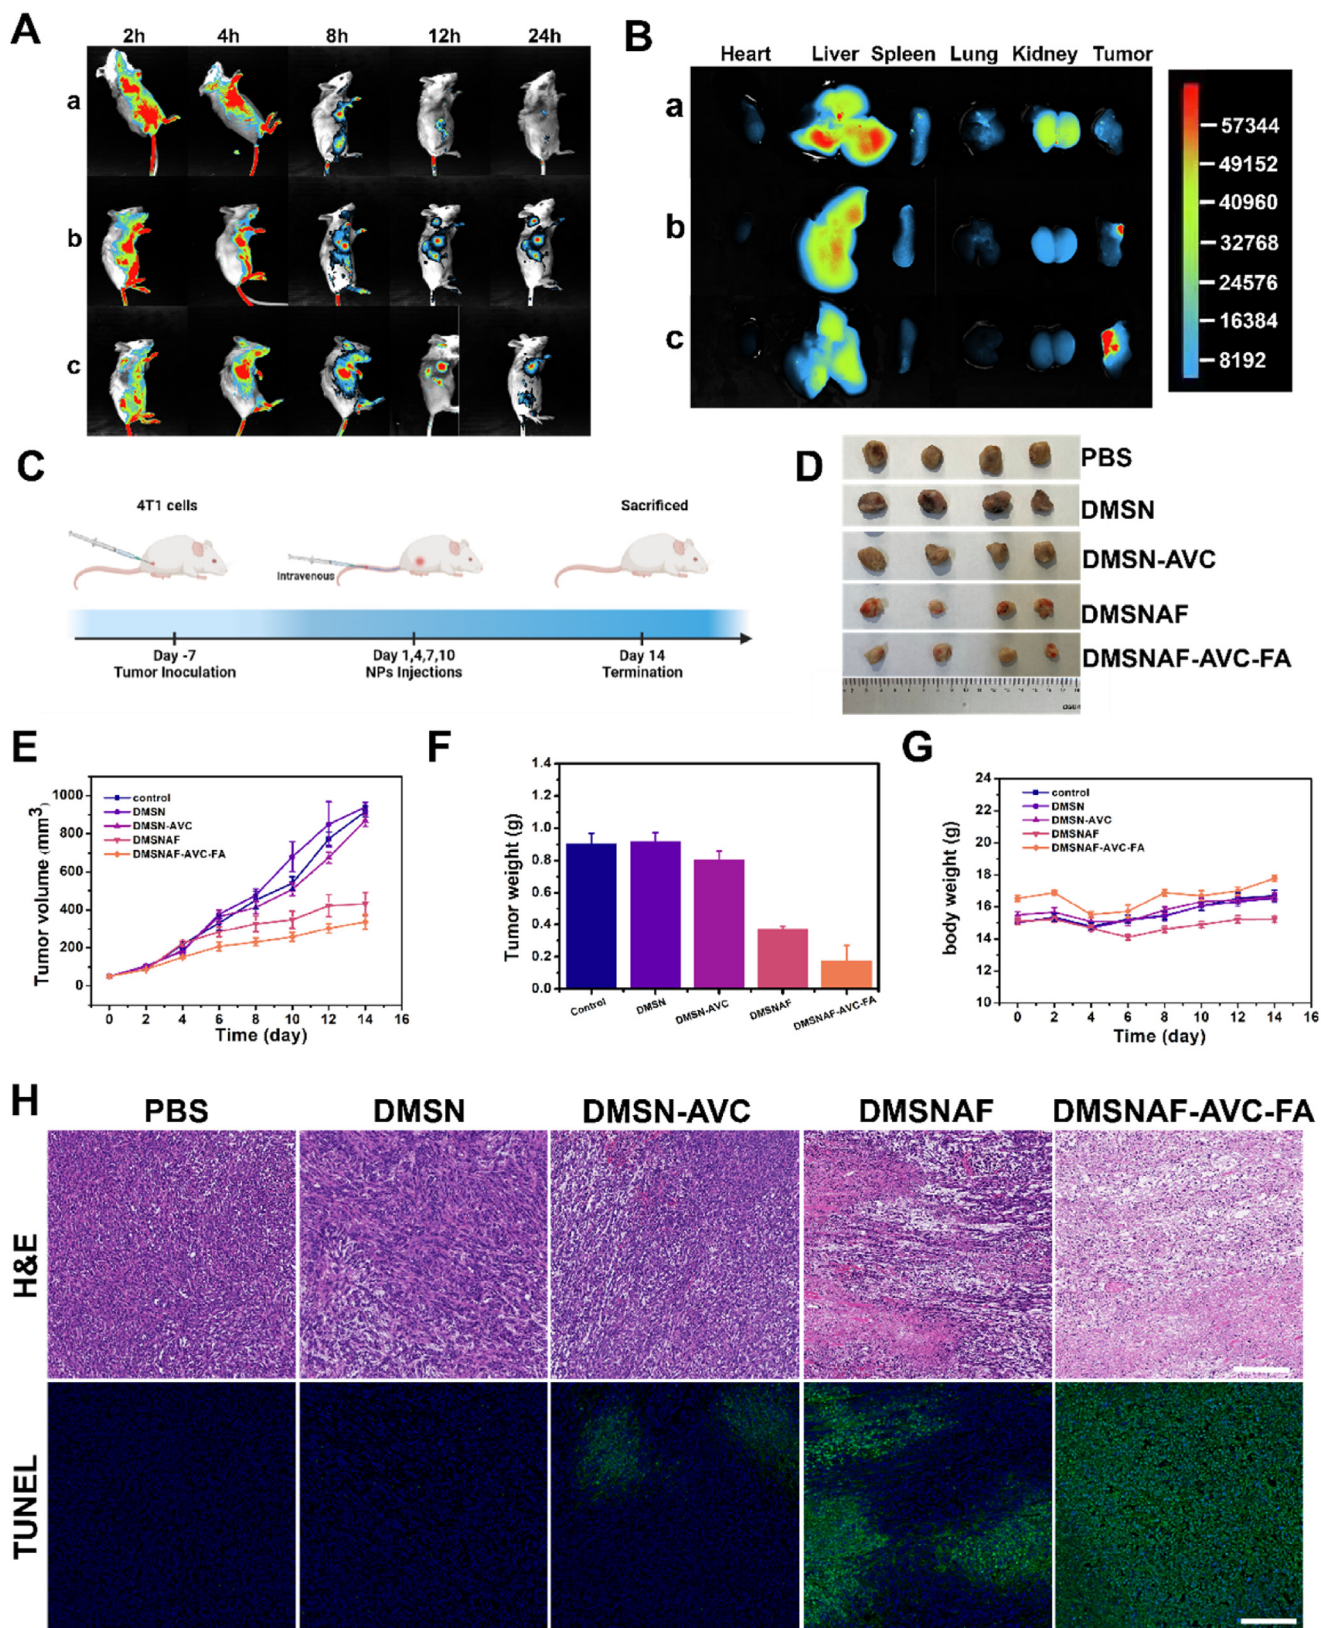 A
2h 4h 8h 12h 24h
a
b
c
B
Heart Liver Spleen Lung Kidney Tumor
a
b
c
57344
49152
40960
32768
24576
16384
8192
C
4T1 cells
Sacrificed
Intravenous
Day -7
Tumor Inoculation
Day 1,4,7,10
NPs Injections
Day 14
Termination
D
PBS
DMSN
DMSN-AVC
DMSNAF
DMSNAF-AVC-FA
E
Tumor volume (mm3)
1000
800
600
400
200
0
control
DMSN
DMSN-AVC
DMSNAF
DMSNAF-AVC-FA
0 2 4 6 8 10 12 14 16
Time (day)
F
Tumor weight (g)
1.4
1.2
1.0
0.8
0.6
0.4
0.2
0.0
Control DMSN DMSN-AVC DMSNAF DMSNAF-AVC-FA
G
body weight (g)
24
22
20
18
16
14
12
10
control
DMSN
DMSN-AVC
DMSNAF
DMSNAF-AVC-FA
0 2 4 6 8 10 12 14 16
Time (day)
H
PBS DMSN DMSN-AVC DMSNAF DMSNAF-AVC-FA
H&E
TUNEL